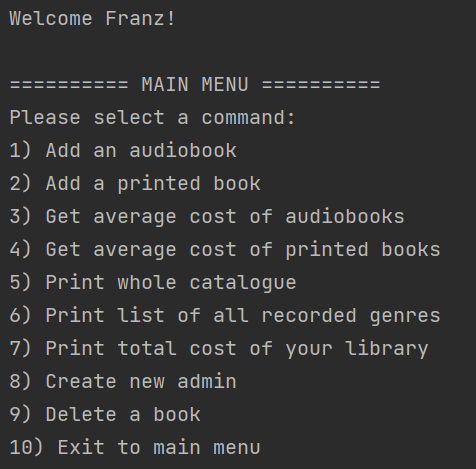 Welcome Franz!
========== MAIN MENU ==========
Please select a command:
1) Add an audiobook
2) Add a printed book
3) Get average cost of audiobooks
4) Get average cost of printed books
5) Print whole catalogue
6) Print list of all recorded genres
7) Print total cost of your library
8) Create new admin
9) Delete a book
10) Exit to main menu